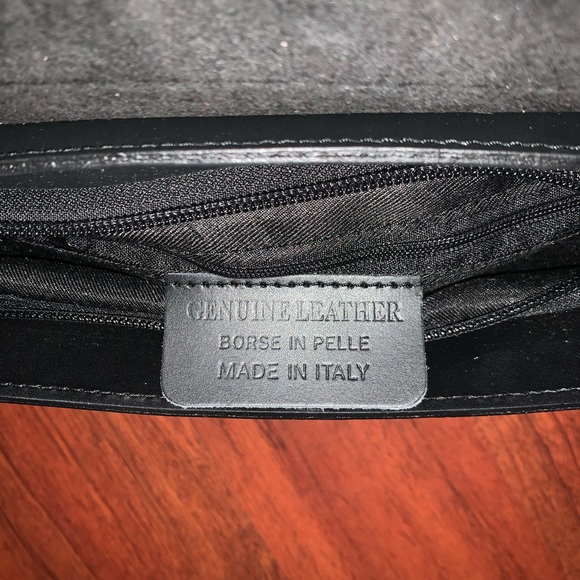 GENUINE LEATHER
BORSE IN PELLE
MADE IN ITALY